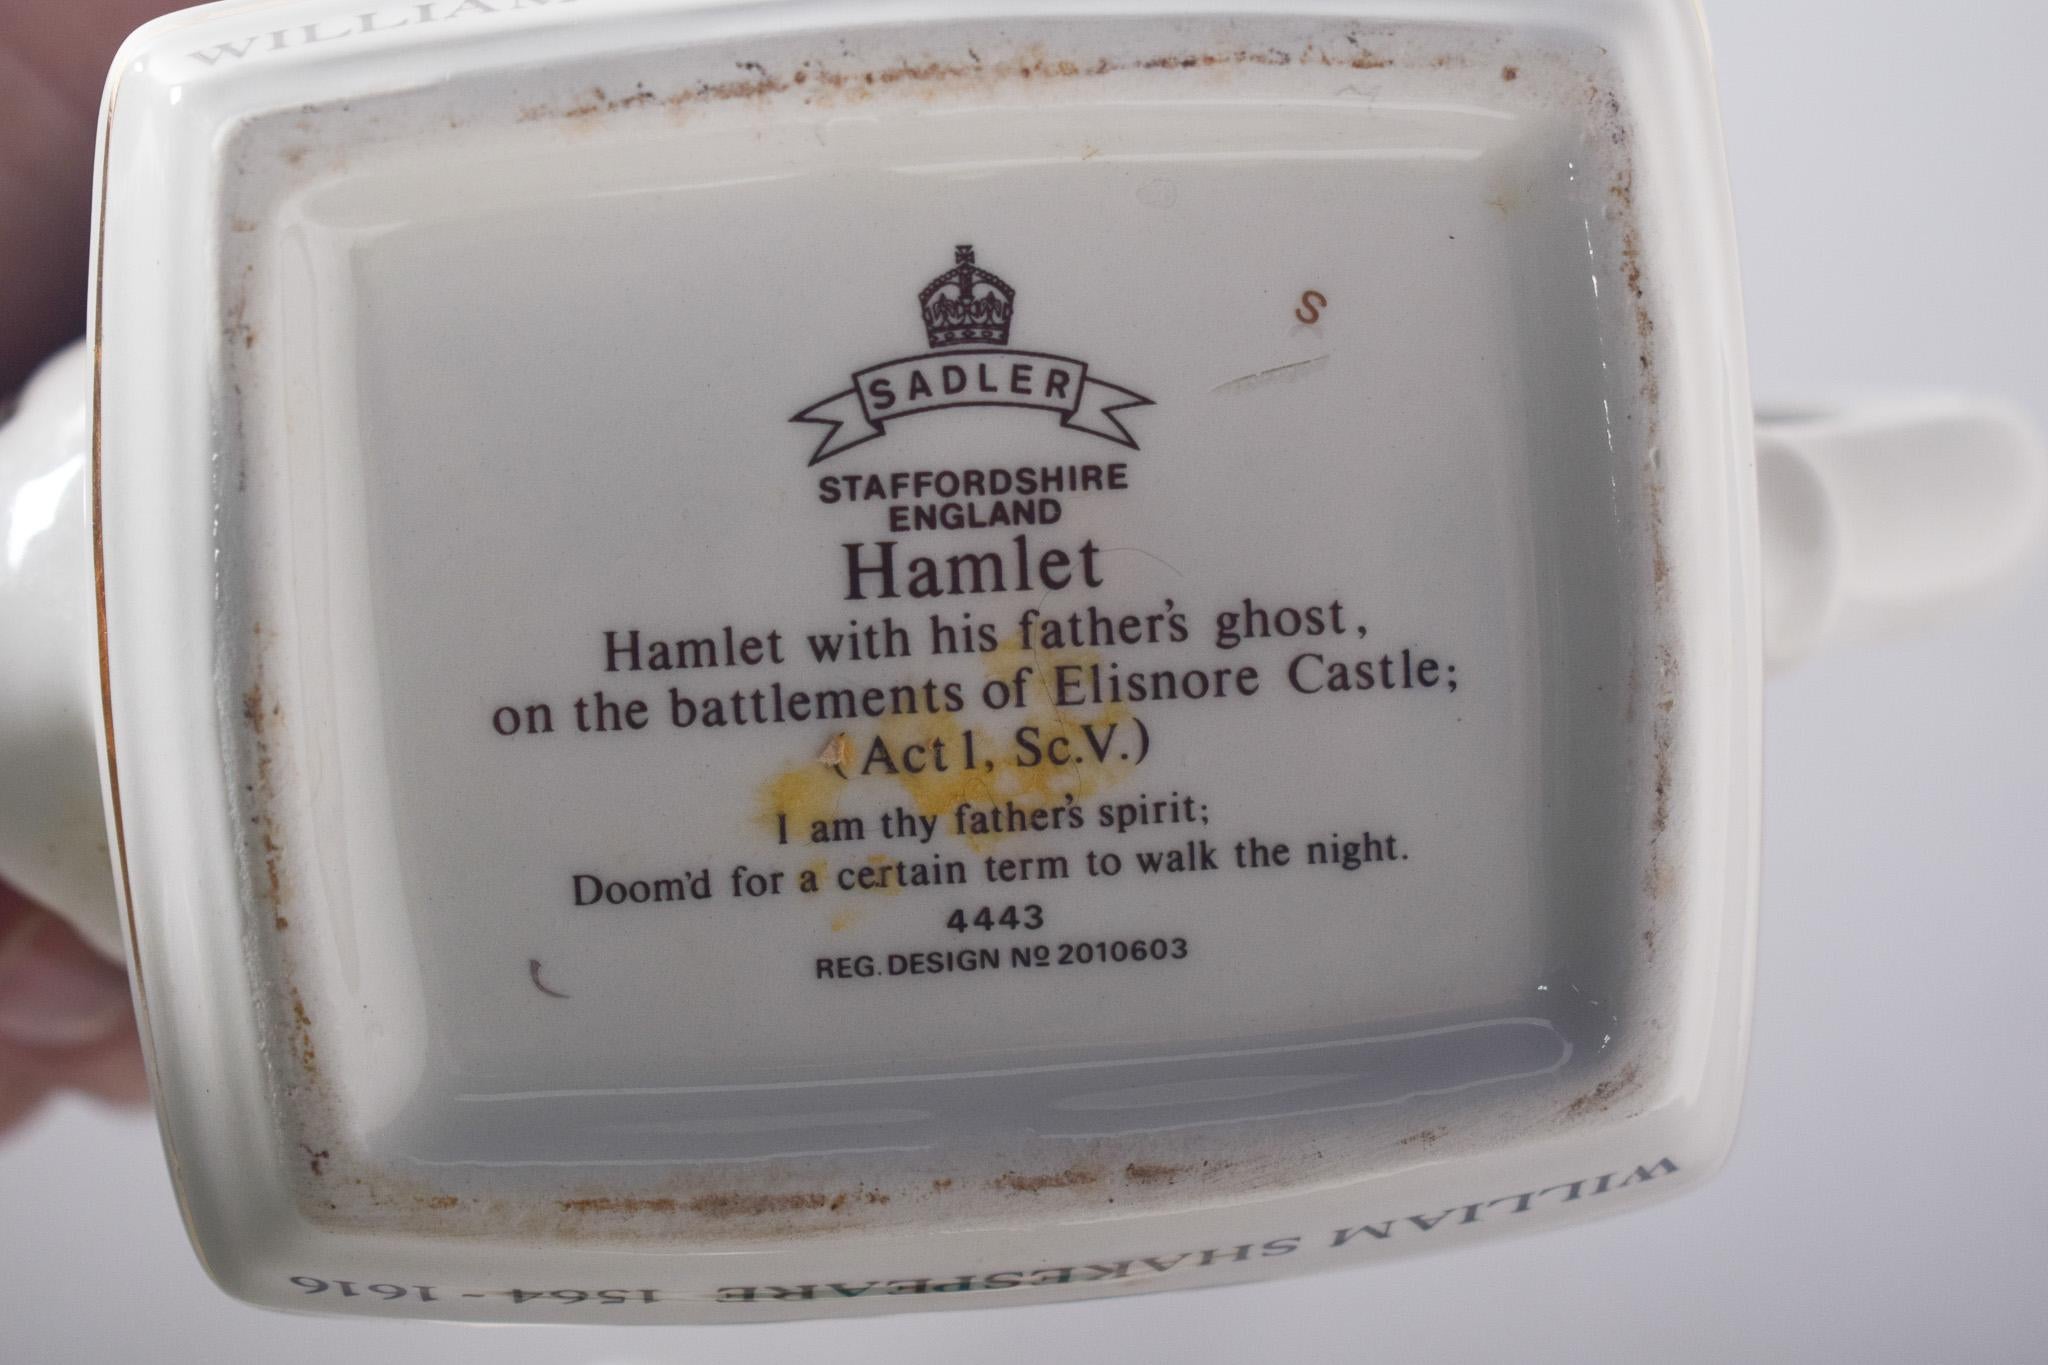 WILLIAM
SADLER
STAFFORDSHIRE
ENGLAND
Hamlet
Hamlet with his father's ghost,
on the battlements of Elisnore Castle;
(Act 1, Sc.V.)
I am thy father's spirit;
Doom'd for a certain term to walk the night.
4443
REG. DESIGN Nº 2010603
S
WILLIAM SHAKESPEARE 1564 - 1616